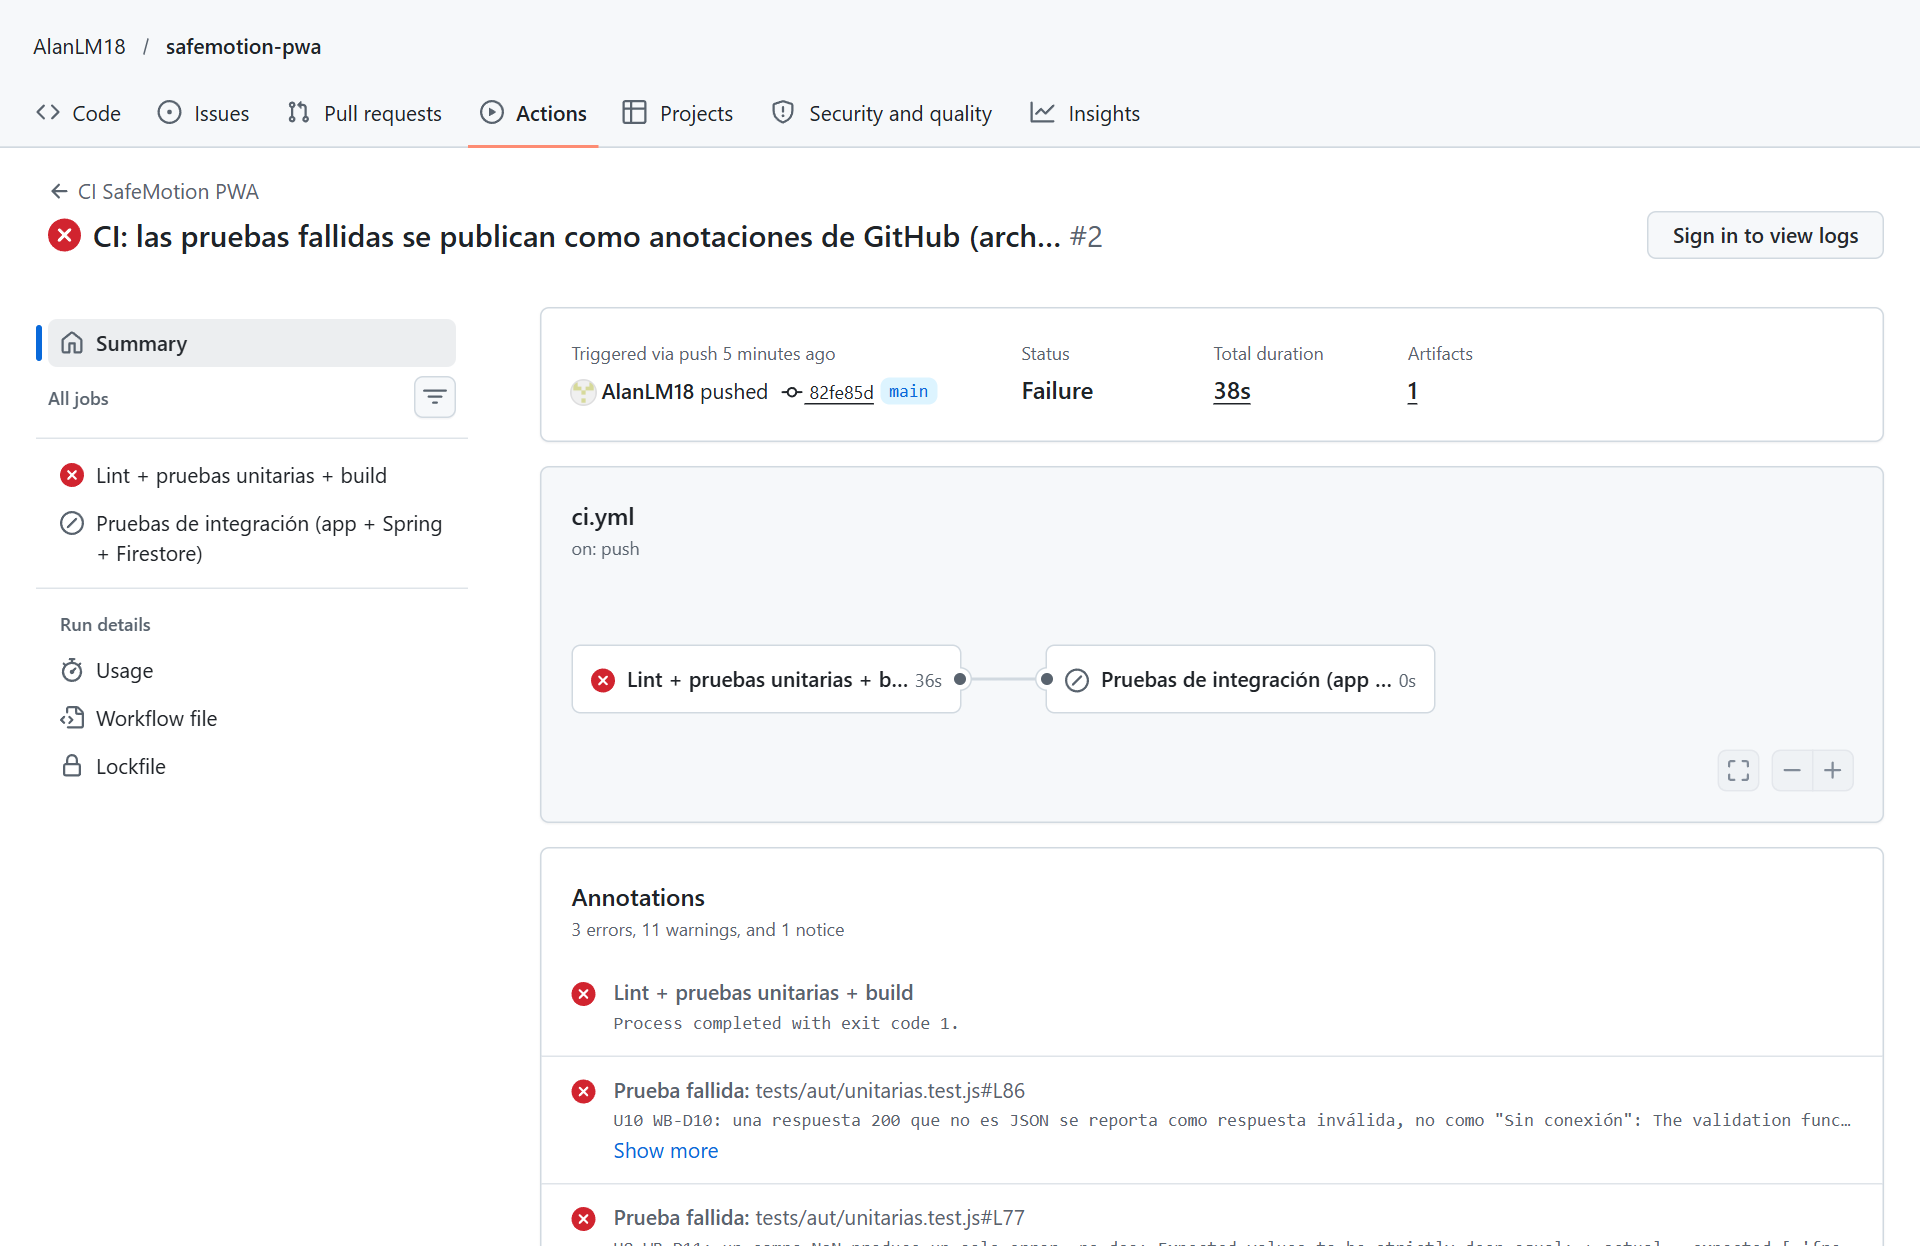 AlanLM18 / safemotion-pwa
Code Issues Pull requests Actions Projects Security and quality Insights
CI SafeMotion PWA
CI: las pruebas fallidas se publican como anotaciones de GitHub (arch... #2
Sign in to view logs
Summary
All jobs
Lint + pruebas unitarias + build
Pruebas de integración (app + Spring
+ Firestore)
Run details
Usage
Workflow file
Lockfile
Triggered via push 5 minutes ago
AlanLM18 pushed 82fe85d main
Status
Failure
Total duration
38s
Artifacts
1
ci.yml
on: push
Lint + pruebas unitarias + b... 36s
Pruebas de integración (app ... 0s
Annotations
3 errors, 11 warnings, and 1 notice
Lint + pruebas unitarias + build
Process completed with exit code 1.
Prueba fallida: tests/aut/unitarias.test.js#L86
U10 WB-D10: una respuesta 200 que no es JSON se reporta como respuesta inválida, no como "Sin conexión": The validation func…
Show more
Prueba fallida: tests/aut/unitarias.test.js#L77